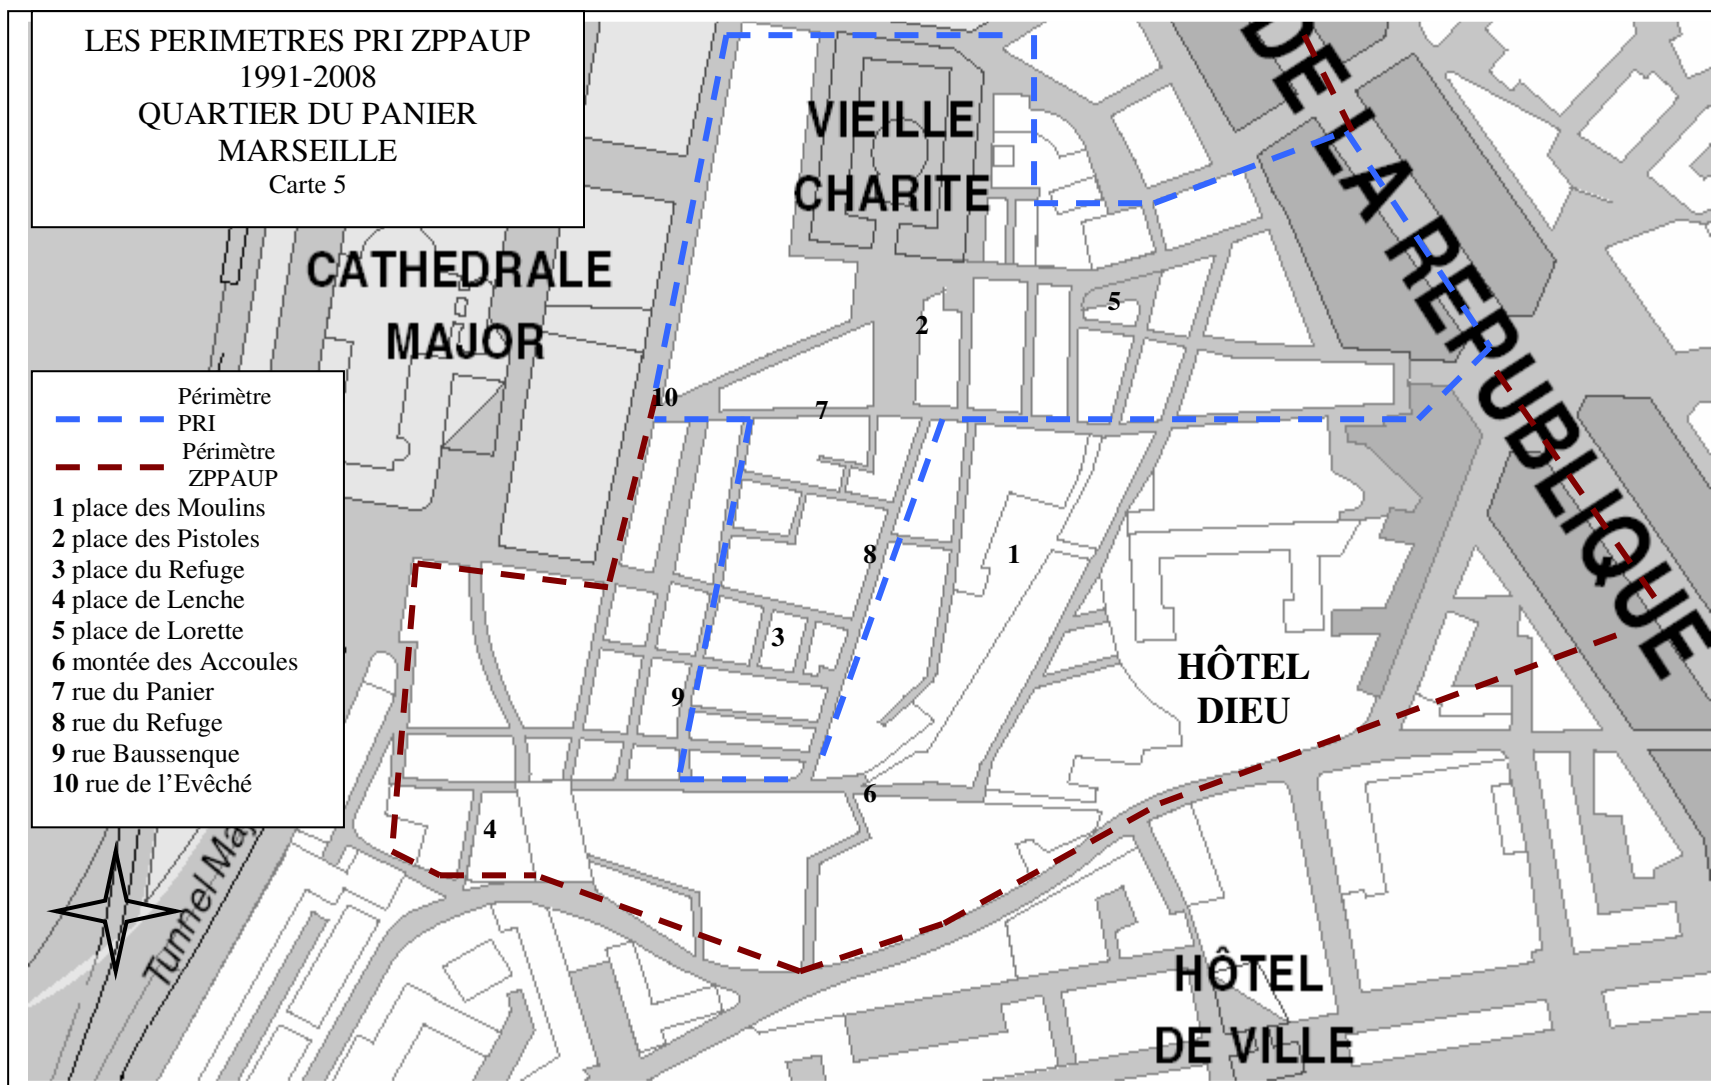 LES PERIMETRES PRI ZPPAUP
1991-2008
QUARTIER DU PANIER
MARSEILLE
Carte 5
VIEILLE
CHARITE
DE LA REPUBLIQUE
CATHEDRALE
MAJOR
5
2
10
7
8
1
3
9
6
4
Périmètre
PRI
Périmètre
ZPPAUP
1 place des Moulins
2 place des Pistoles
3 place du Refuge
4 place de Lenche
5 place de Lorette
6 montée des Accoules
7 rue du Panier
8 rue du Refuge
9 rue Baussenque
10 rue de l'Evêché
HÔTEL
DIEU
Tunnel Ma
HÔTEL
DE VILLE